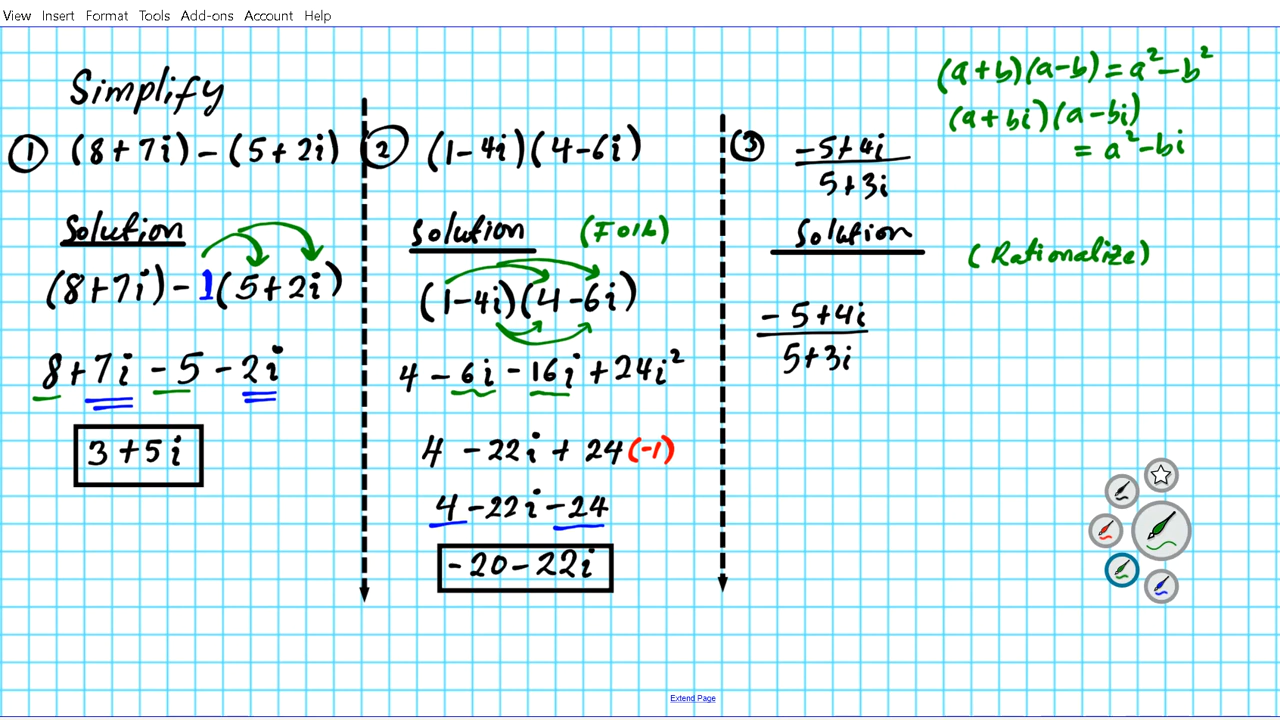 View Insert Format Tools Add-ons Account Help
Simplify
① (8+7i)-(5+2i)
Solution
(8+7i)-1(5+2i)
8+7i-5-2i
3+5i
② (1-4i)(4-6i)
Solution (FOIL)
(1-4i)(4-6i)
4-6i-16i+24i²
4-22i+24(-1)
4-22i-24
-20-22i
③ -5+4i
5+3i
Solution
(Rationalize)
-5+4i
5+3i
(a+b)(a-b)=a²-b²
(a+bi)(a-bi)
=a²-bi
Extend Page